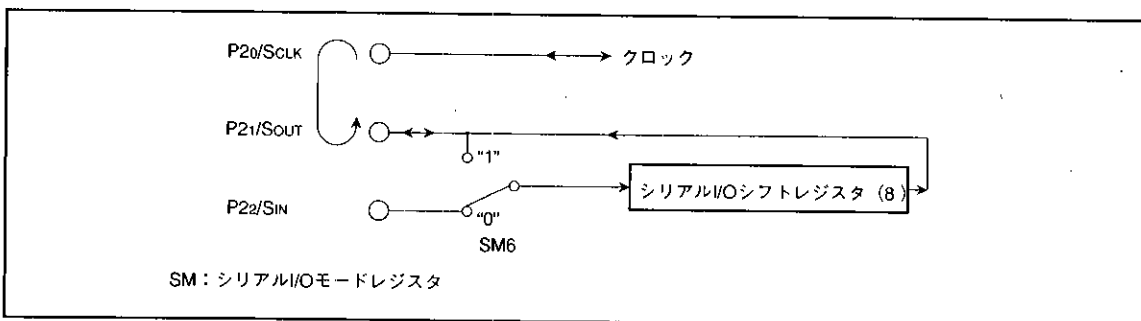 P20/SCLK
クロック
P21/SOUT
"1"
シリアルI/Oシフトレジスタ (8)
P22/SIN
"0"
SM6
SM：シリアルI/Oモードレジスタ